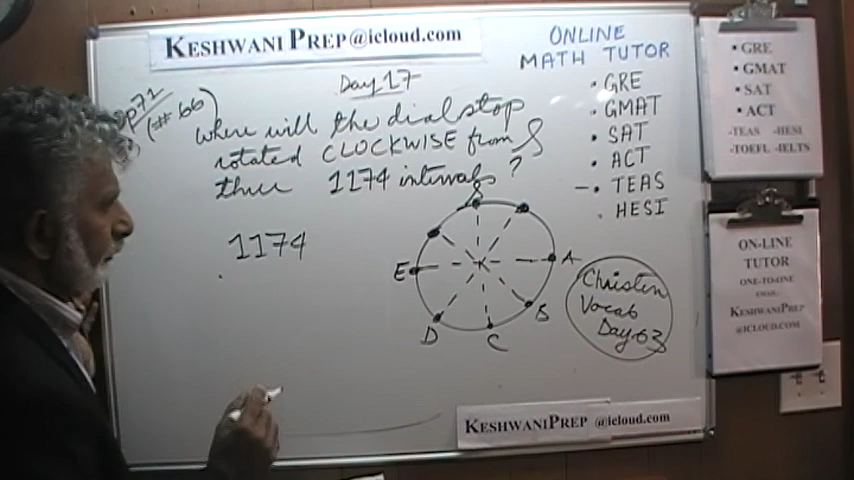 KESHWANI PREP@icloud.com
Day 17
p71
(# 66)
where will the dial stop
rotated CLOCKWISE from S
thru 1174 intervals ?
1174
S
A
B
C
D
E
Christen
Vocab
Day 63
ONLINE
MATH TUTOR
• GRE
• GMAT
• SAT
• ACT
- • TEAS
• HESI
• GRE
• GMAT
• SAT
• ACT
-TEAS -HESI
-TOEFL -IELTS
ON-LINE
TUTOR
ONE-TO-ONE
KESHWANIPREP
@ICLOUD.COM
KESHWANIPREP @icloud.com